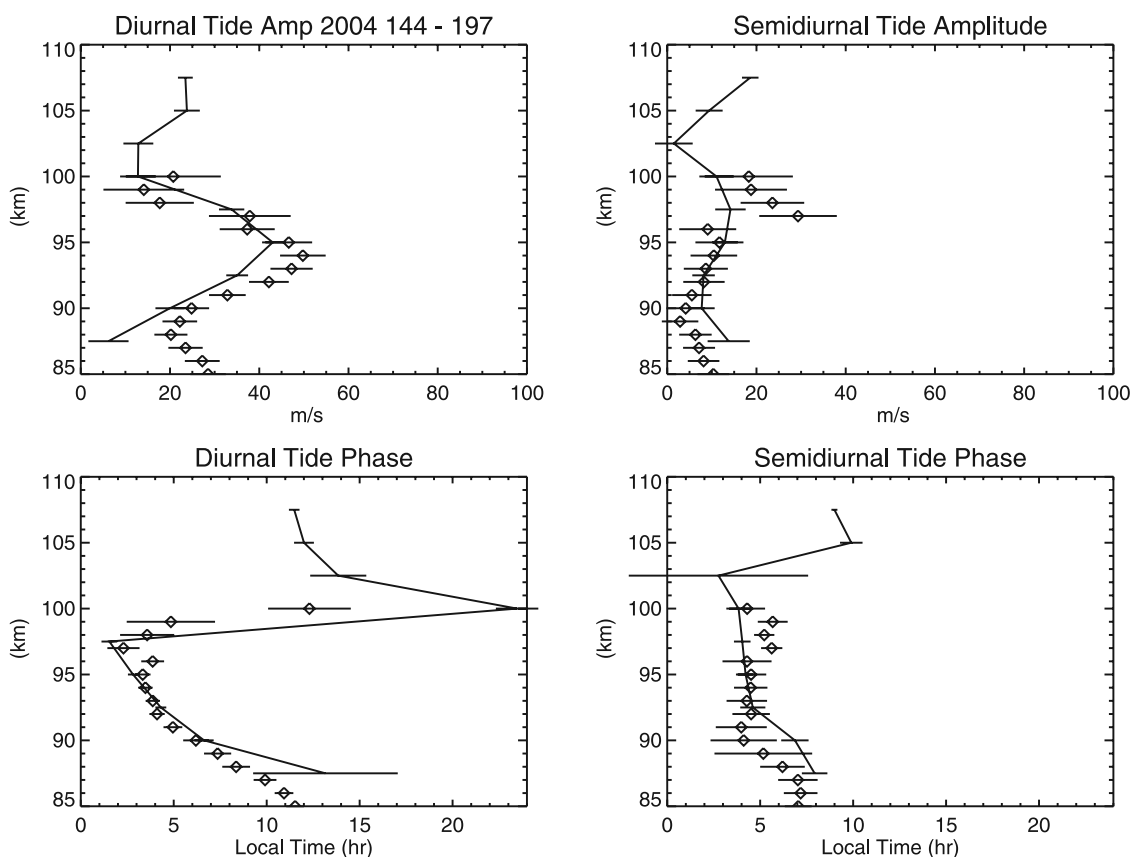 Diurnal Tide Amp 2004 144 - 197
110
105
100
95
90
85
(km)
0 20 40 60 80 100
m/s
Semidiurnal Tide Amplitude
110
105
100
95
90
85
(km)
0 20 40 60 80 100
m/s
Diurnal Tide Phase
110
105
100
95
90
85
(km)
0 5 10 15 20
Local Time (hr)
Semidiurnal Tide Phase
110
105
100
95
90
85
(km)
0 5 10 15 20
Local Time (hr)